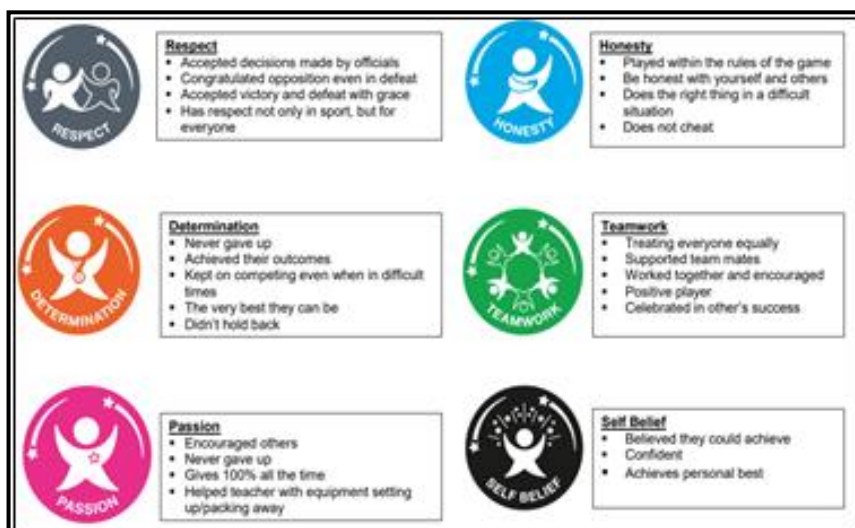 RESPECT
Respect
Accepted decisions made by officials
Congratulated opposition even in defeat
Accepted victory and defeat with grace
Has respect not only in sport, but for
everyone
HONESTY
Honesty
Played within the rules of the game
Be honest with yourself and others
Does the right thing in a difficult
situation
Does not cheat
DETERMINATION
Determination
Never gave up
Achieved their outcomes
Kept on competing even when in difficult
times
The very best they can be
Didn't hold back
TEAMWORK
Teamwork
Treating everyone equally
Supported team mates
Worked together and encouraged
Positive player
Celebrated in other's success
PASSION
Passion
Encouraged others
Never gave up
Gives 100% all the time
Helped teacher with equipment setting
up/packing away
SELF BELIEF
Self Belief
Believed they could achieve
Confident
Achieves personal best